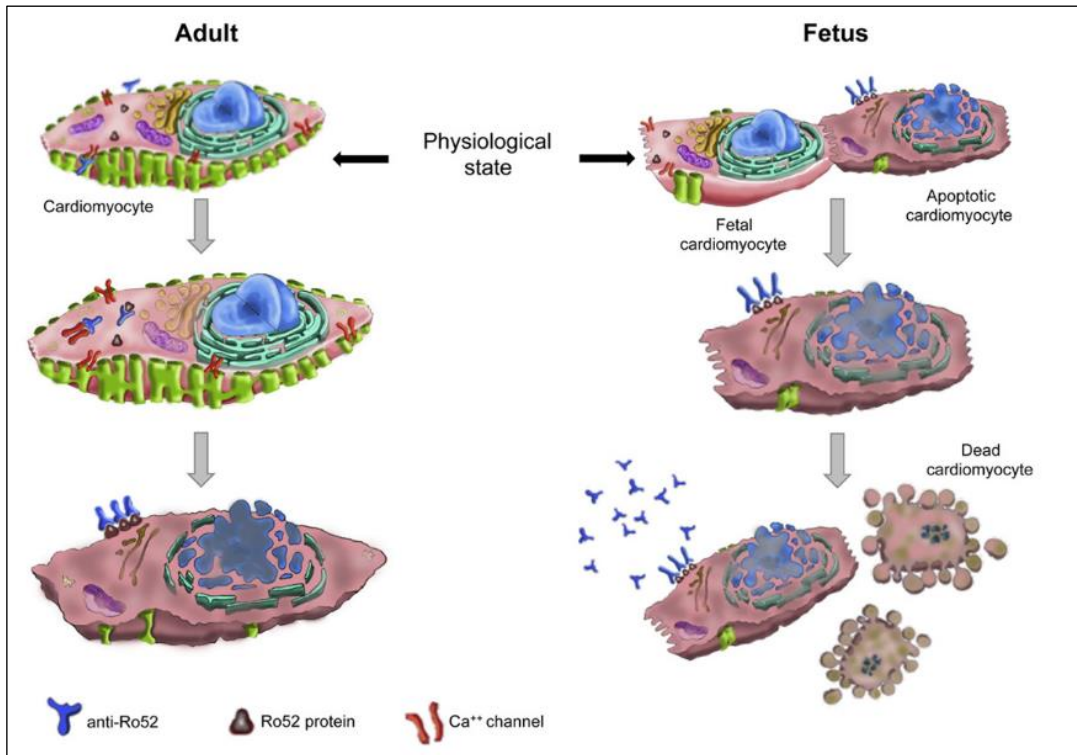 Adult
Fetus
Physiological
state
Cardiomyocyte
Fetal
cardiomyocyte
Apoptotic
cardiomyocyte
Dead
cardiomyocyte
anti-Ro52
Ro52 protein
Ca⁺⁺ channel